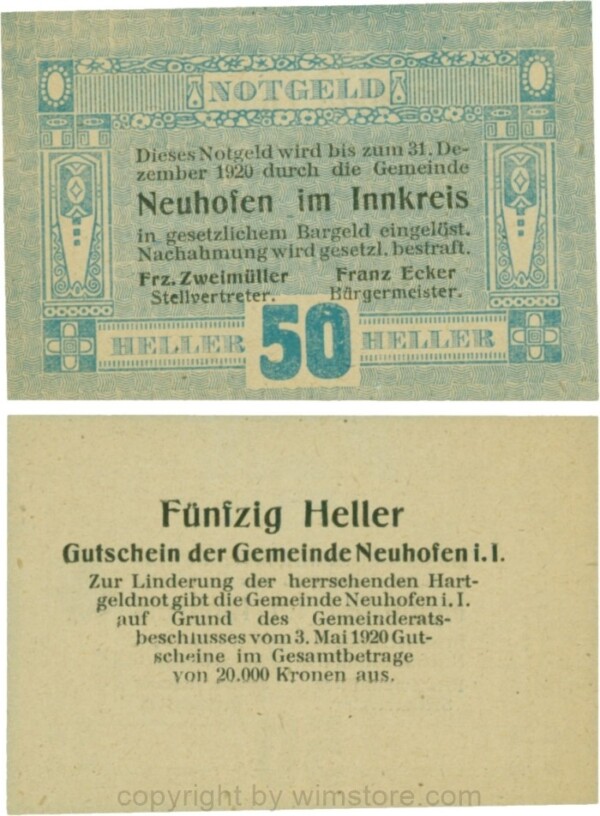 NOTGELD
Dieses Notgeld wird bis zum 31. De-
zember 1920 durch die Gemeinde
Neuhofen im Innkreis
in gesetzlichem Bargeld eingelöst.
Nachahmung wird gesetzl. bestraft.
Frz. Zweimüller Franz Ecker
Stellvertreter. Bürgermeister.
HELLER 50 HELLER
Fünfzig Heller
Gutschein der Gemeinde Neuhofen i. I.
Zur Linderung der herrschenden Hart-
geldnot gibt die Gemeinde Neuhofen i. I.
auf Grund des Gemeinderats-
beschlusses vom 3. Mai 1920 Gut-
scheine im Gesamtbetrage
von 20.000 Kronen aus.
copyright by wimstore.com